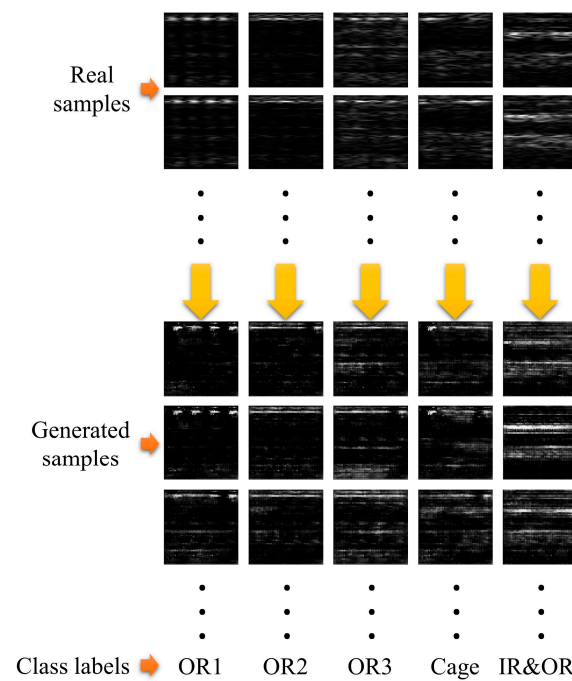 Real
samples
Generated
samples
Class labels OR1 OR2 OR3 Cage IR&OR